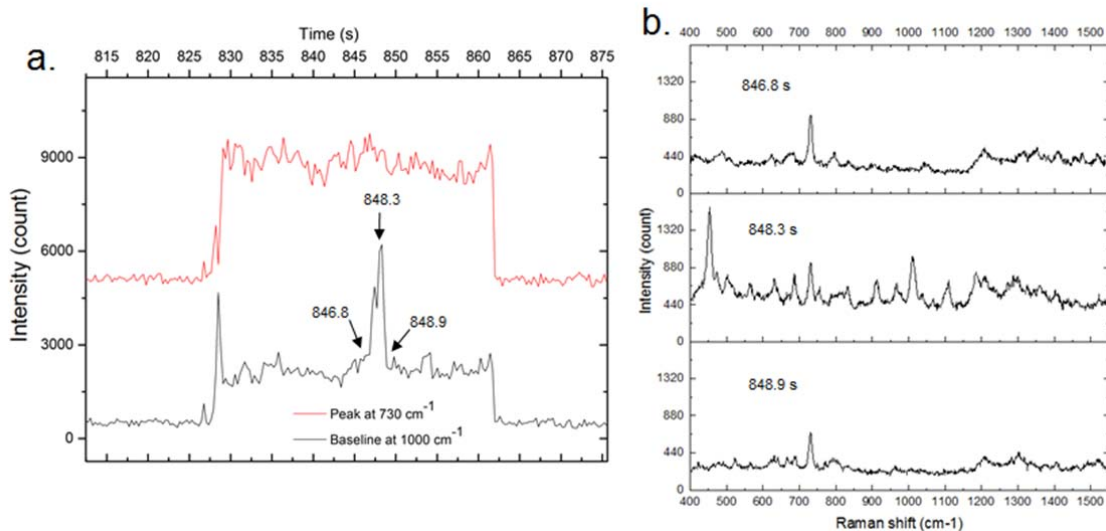 a.
Time (s)
815 820 825 830 835 840 845 850 855 860 865 870 875
9000
6000
3000
0
Intensity (count)
848.3
846.8
848.9
Peak at 730 cm⁻¹
Baseline at 1000 cm⁻¹
b.
400 500 600 700 800 900 1000 1100 1200 1300 1400 1500
1320
880
440
0
846.8 s
1320
880
440
0
848.3 s
Intensity (count)
1320
880
440
0
848.9 s
400 500 600 700 800 900 1000 1100 1200 1300 1400 1500
Raman shift (cm-1)